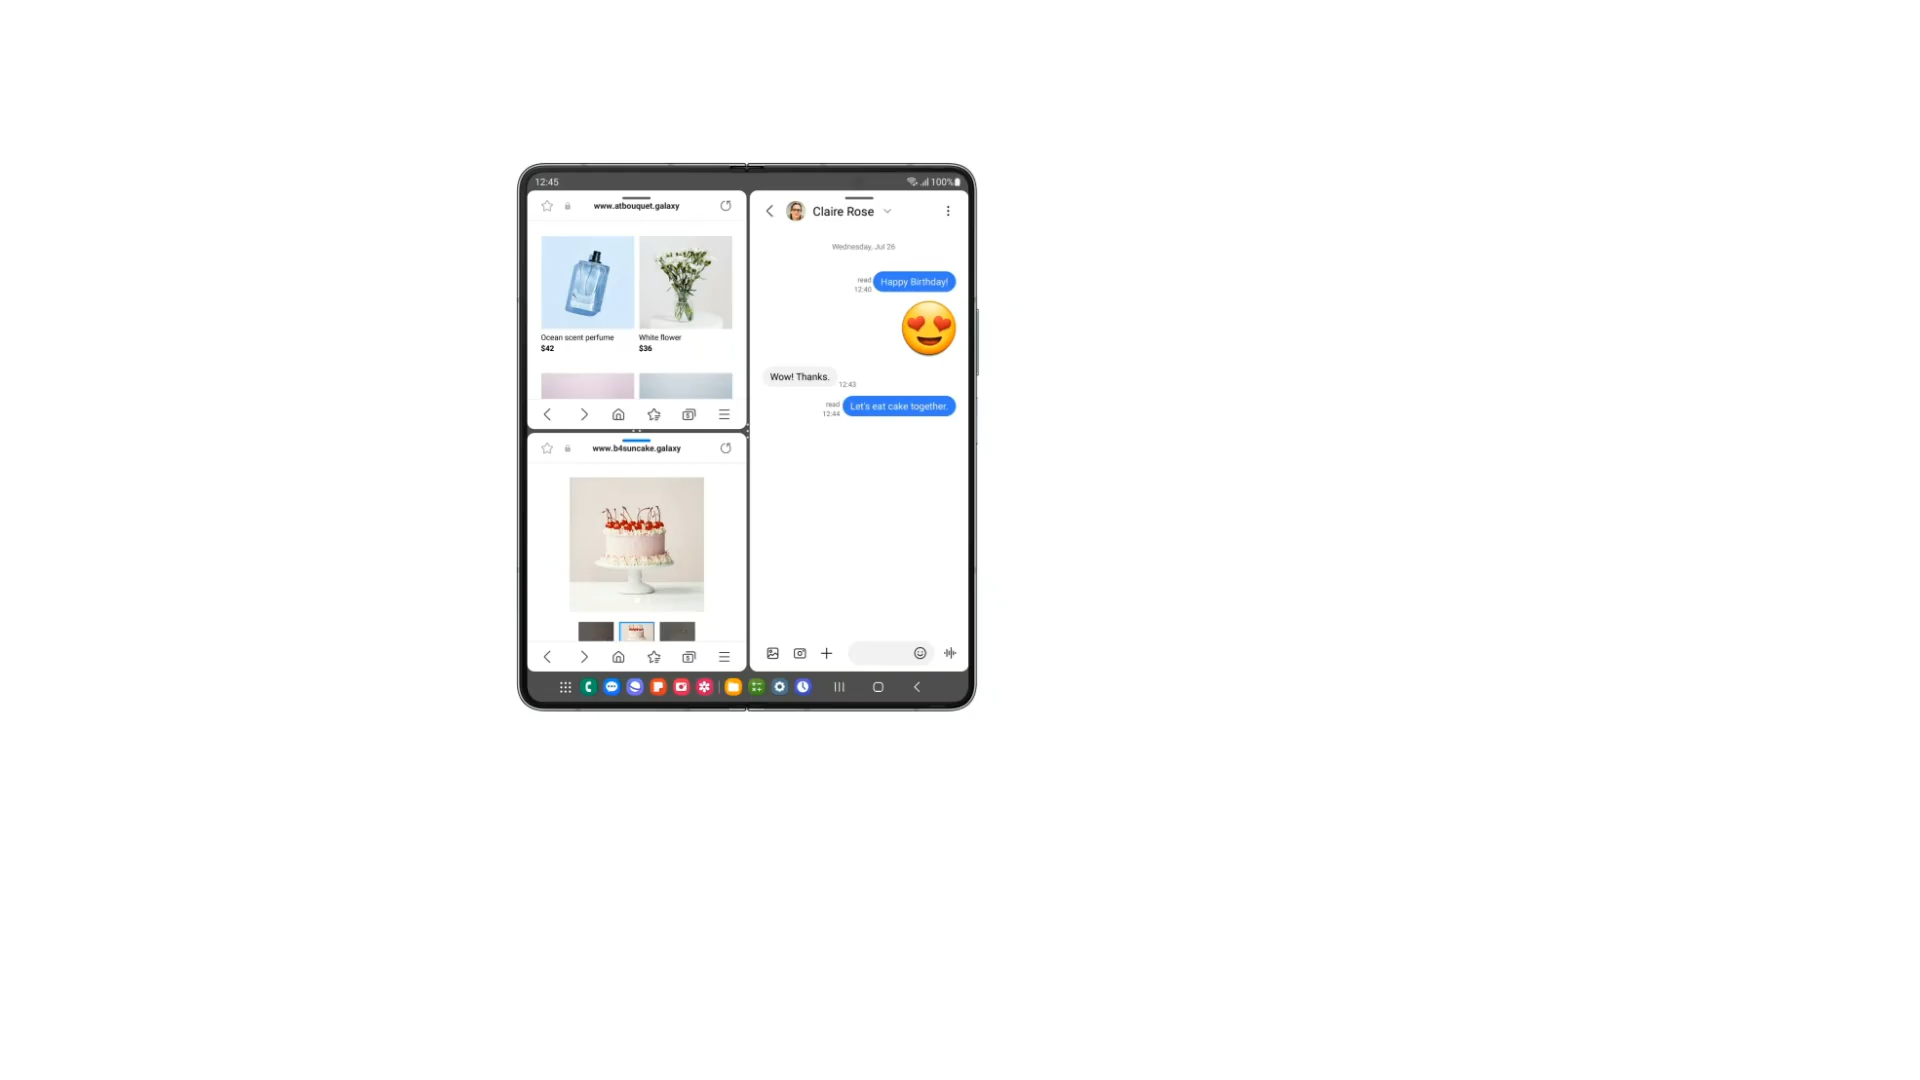 12:45
100%
www.atbouquet.galaxy
Ocean scent perfume
$42
White flower
$36
www.b4suncake.galaxy
Claire Rose
Wednesday, Jul 26
read
12:40
Happy Birthday!
Wow! Thanks.
12:43
read
12:44
Let's eat cake together.